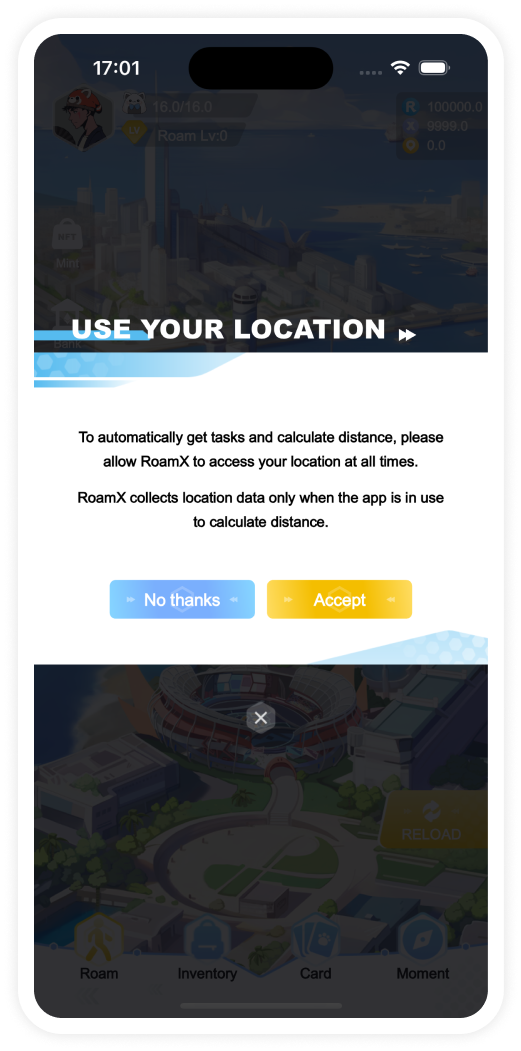 17:01
16.0/16.0
R 100000.0
LV Roam Lv:0
X 9999.0
0.0
NFT
Mint
USE YOUR LOCATION
Bank
To automatically get tasks and calculate distance, please
allow RoamX to access your location at all times.
RoamX collects location data only when the app is in use
to calculate distance.
No thanks Accept
RELOAD
Roam Inventory Card Moment